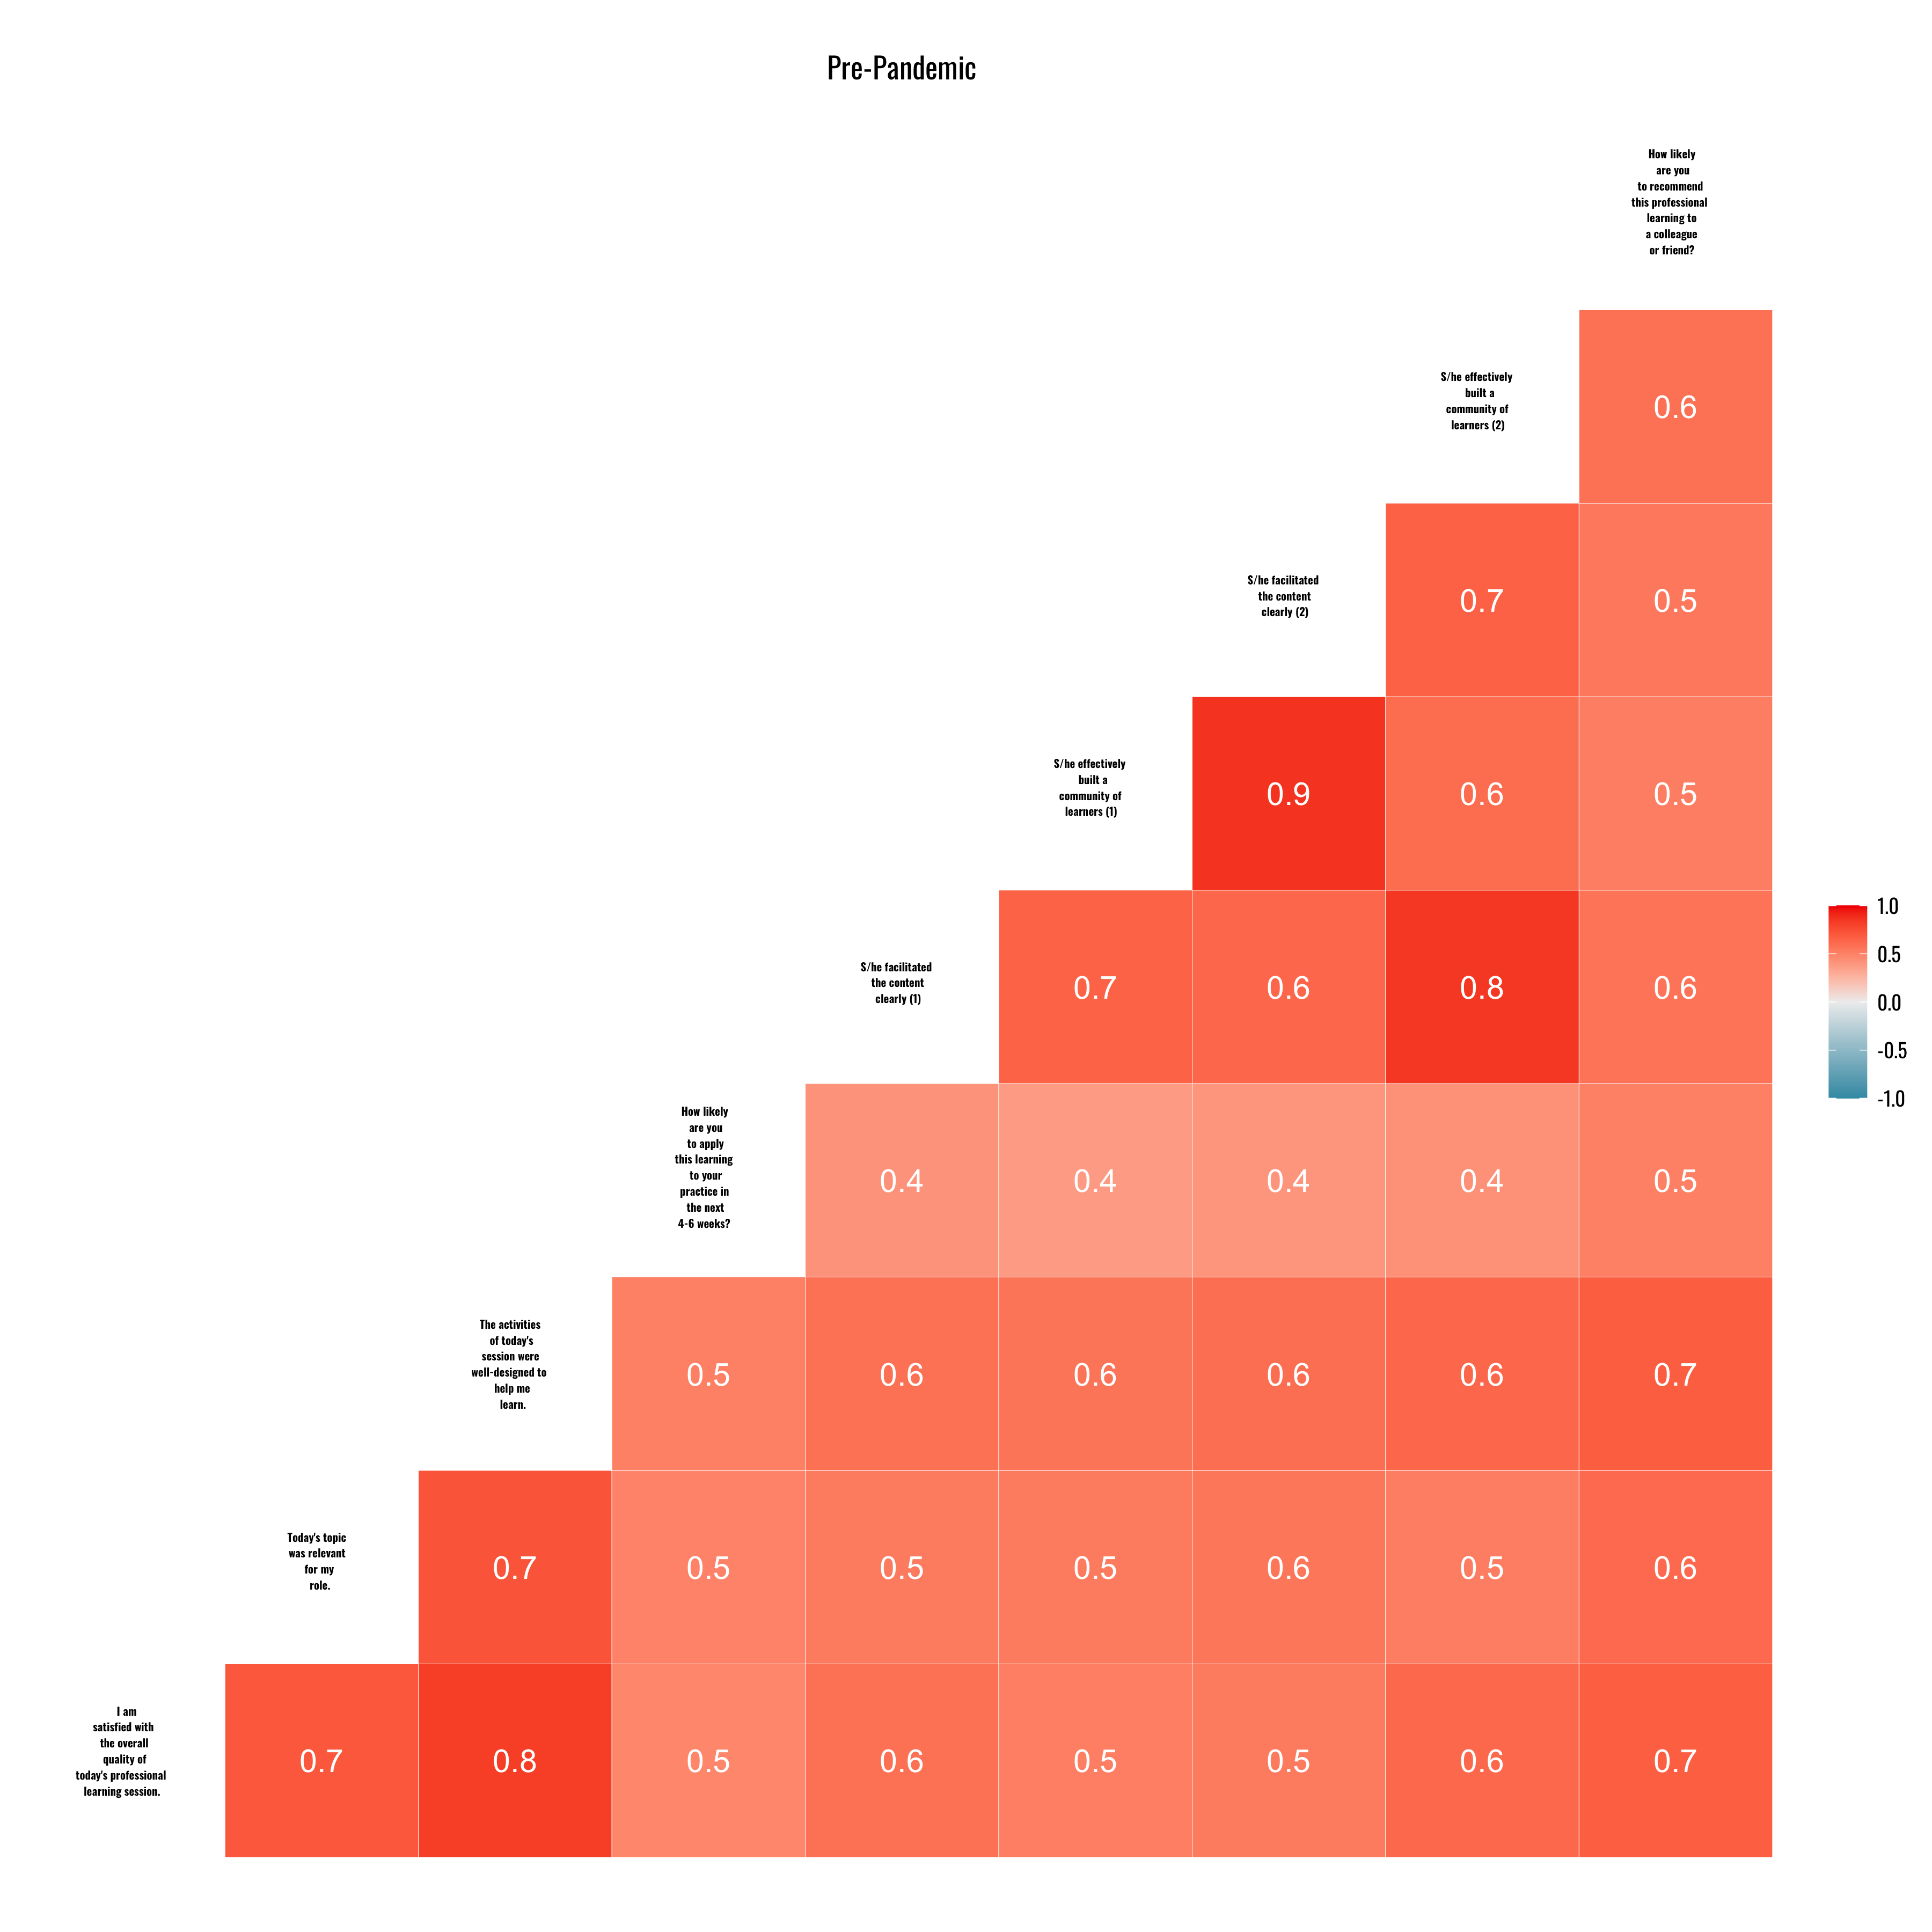 Pre-Pandemic
How likely
are you
to recommend
this professional
learning to
a colleague
or friend?
S/he effectively
built a
community of
learners (2)
0.6
S/he facilitated
the content
clearly (2)
0.7 0.5
S/he effectively
built a
community of
learners (1)
0.9 0.6 0.5
S/he facilitated
the content
clearly (1)
0.7 0.6 0.8 0.6
How likely
are you
to apply
this learning
to your
practice in
the next
4-6 weeks?
0.4 0.4 0.4 0.4 0.5
The activities
of today's
session were
well-designed to
help me
learn.
0.5 0.6 0.6 0.6 0.6 0.7
Today's topic
was relevant
for my
role.
0.7 0.5 0.5 0.5 0.6 0.5 0.6
I am
satisfied with
the overall
quality of
today's professional
learning session.
0.7 0.8 0.5 0.6 0.5 0.5 0.6 0.7
1.0
0.5
0.0
-0.5
-1.0